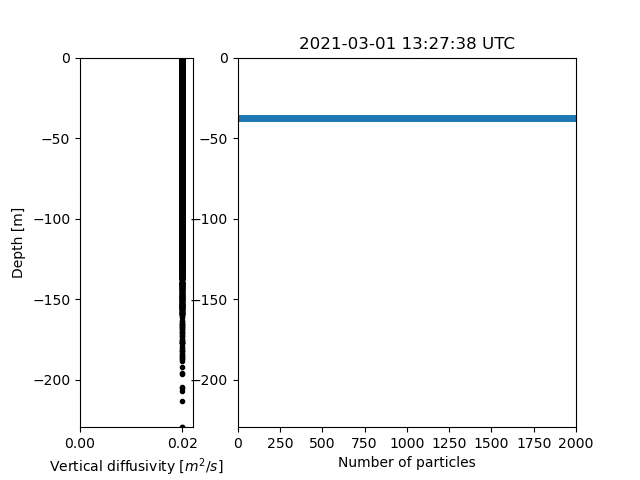 2021-03-01 13:27:38 UTC
Depth [m]
0
−50
−100
−150
−200
0.00 0.02
Vertical diffusivity [m²/s]
0
−50
−100
−150
−200
0 250 500 750 1000 1250 1500 1750 2000
Number of particles